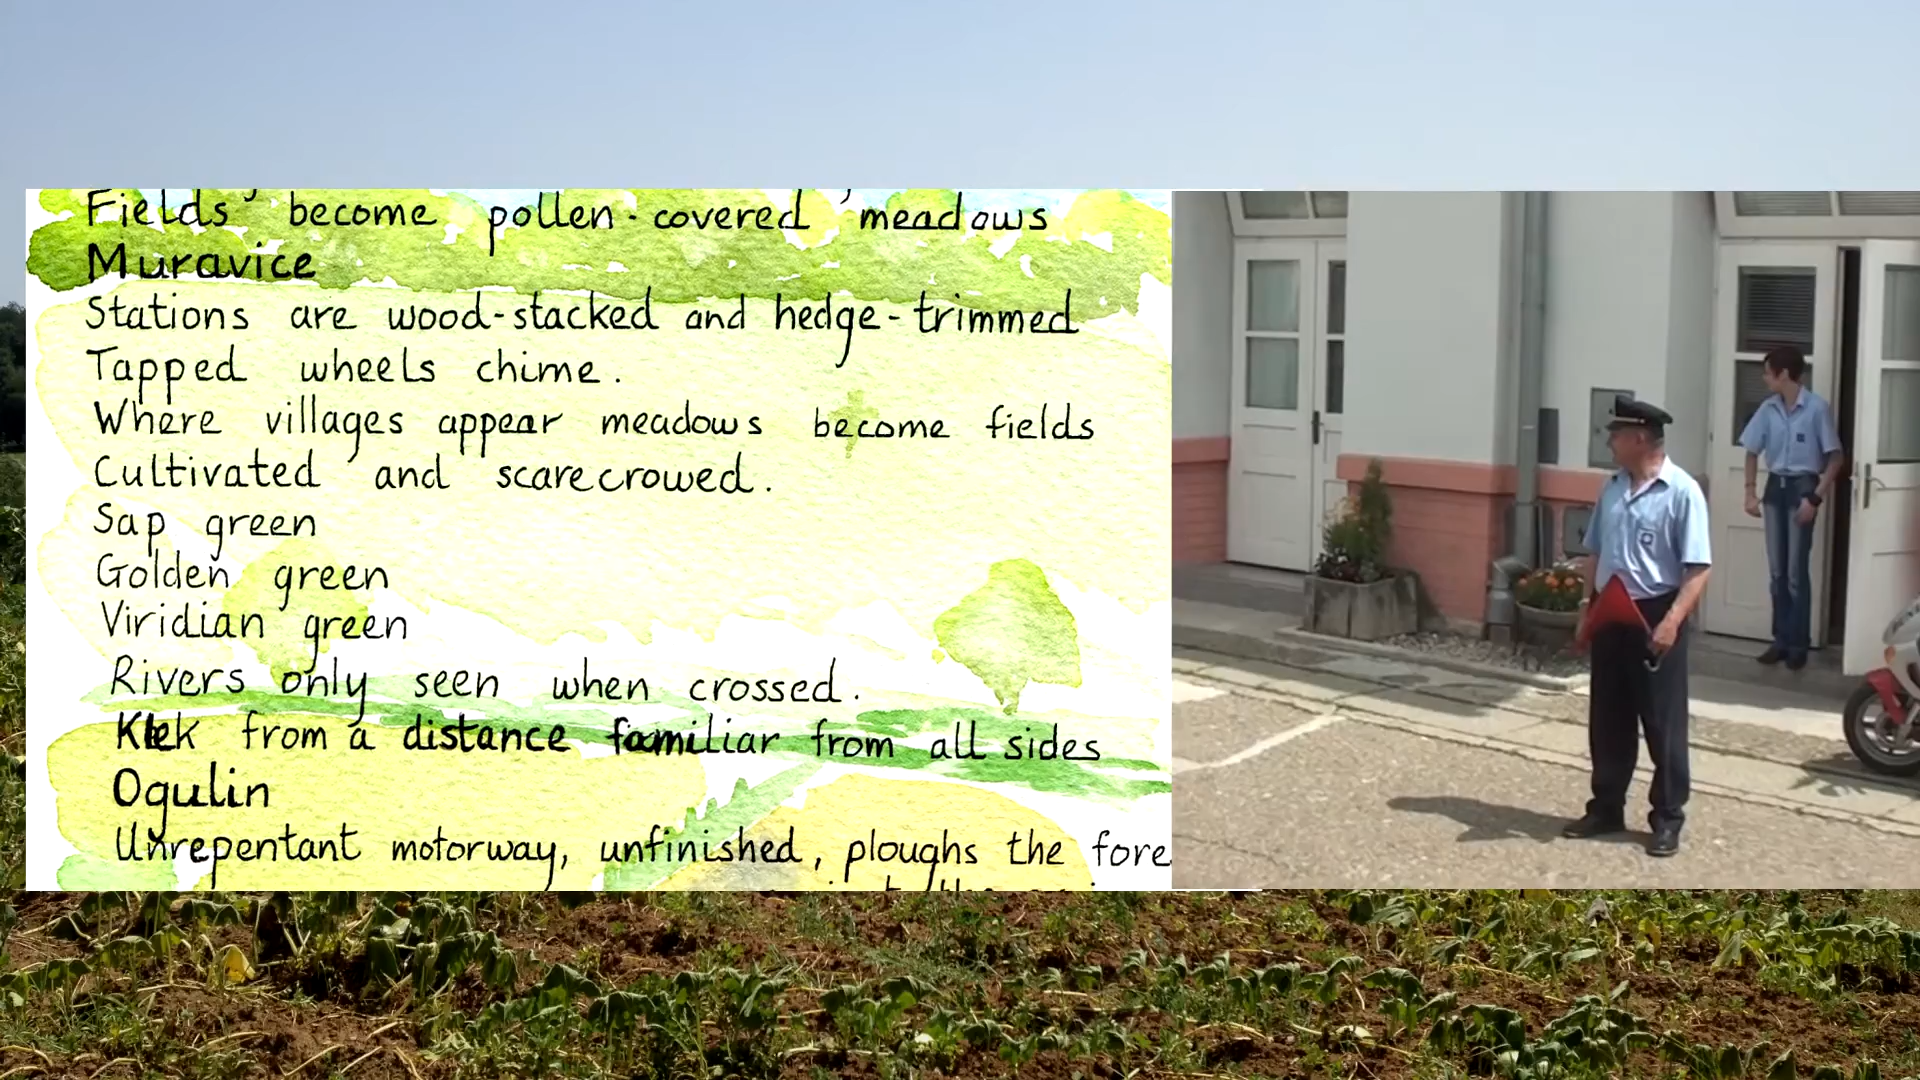 Fields become pollen-covered meadows
Muravice
Stations are wood-stacked and hedge-trimmed
Tapped wheels chime.
Where villages appear meadows become fields
Cultivated and scarecrowed.
Sap green
Golden green
Viridian green
Rivers only seen when crossed.
Klek from a distance familiar from all sides
Ogulin
Unrepentant motorway, unfinished, ploughs the fore